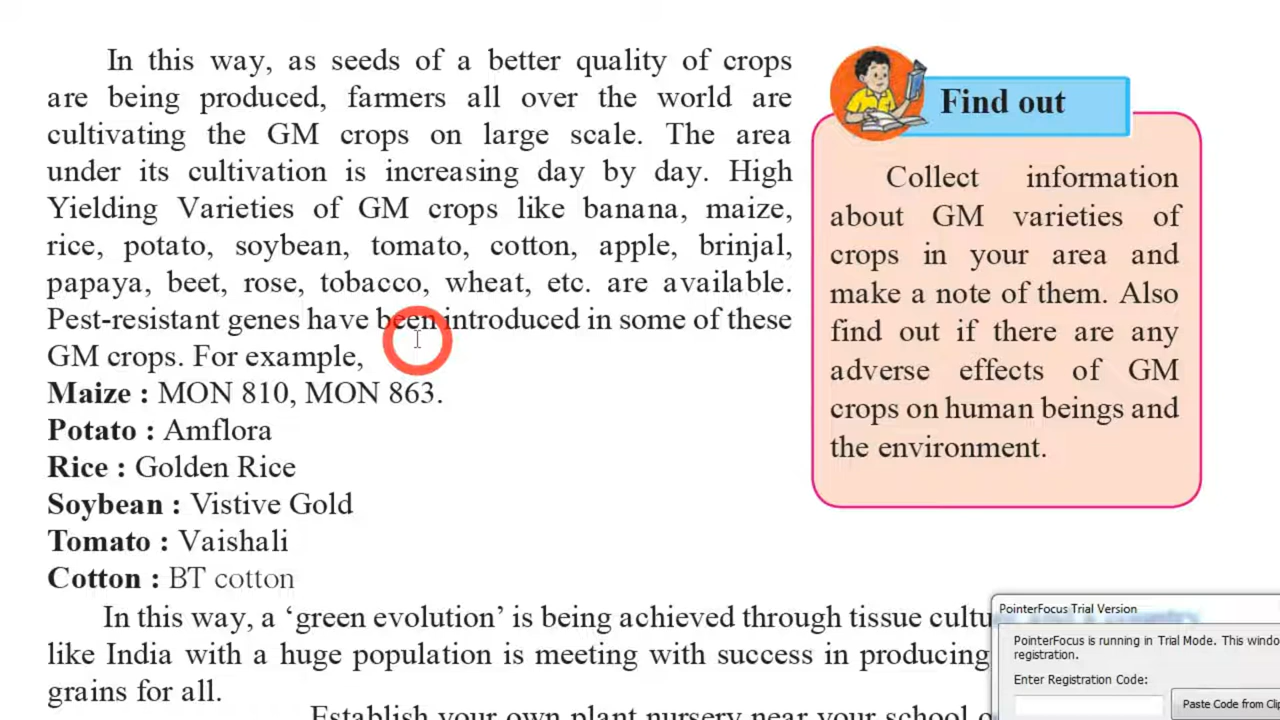 In this way, as seeds of a better quality of crops
are being produced, farmers all over the world are
cultivating the GM crops on large scale. The area
under its cultivation is increasing day by day. High
Yielding Varieties of GM crops like banana, maize,
rice, potato, soybean, tomato, cotton, apple, brinjal,
papaya, beet, rose, tobacco, wheat, etc. are available.
Pest-resistant genes have been introduced in some of these
GM crops. For example,
Maize : MON 810, MON 863.
Potato : Amflora
Rice : Golden Rice
Soybean : Vistive Gold
Tomato : Vaishali
Cotton : BT cotton
In this way, a ‘green evolution’ is being achieved through tissue
like India with a huge population is meeting with success in producing
grains for all.
Establish your own plant nursery near your school
Find out
Collect information
about GM varieties of
crops in your area and
make a note of them. Also
find out if there are any
adverse effects of GM
crops on human beings and
the environment.
PointerFocus Trial Version
PointerFocus is running in Trial Mode. This
registration.
Enter Registration Code:
Paste Code from